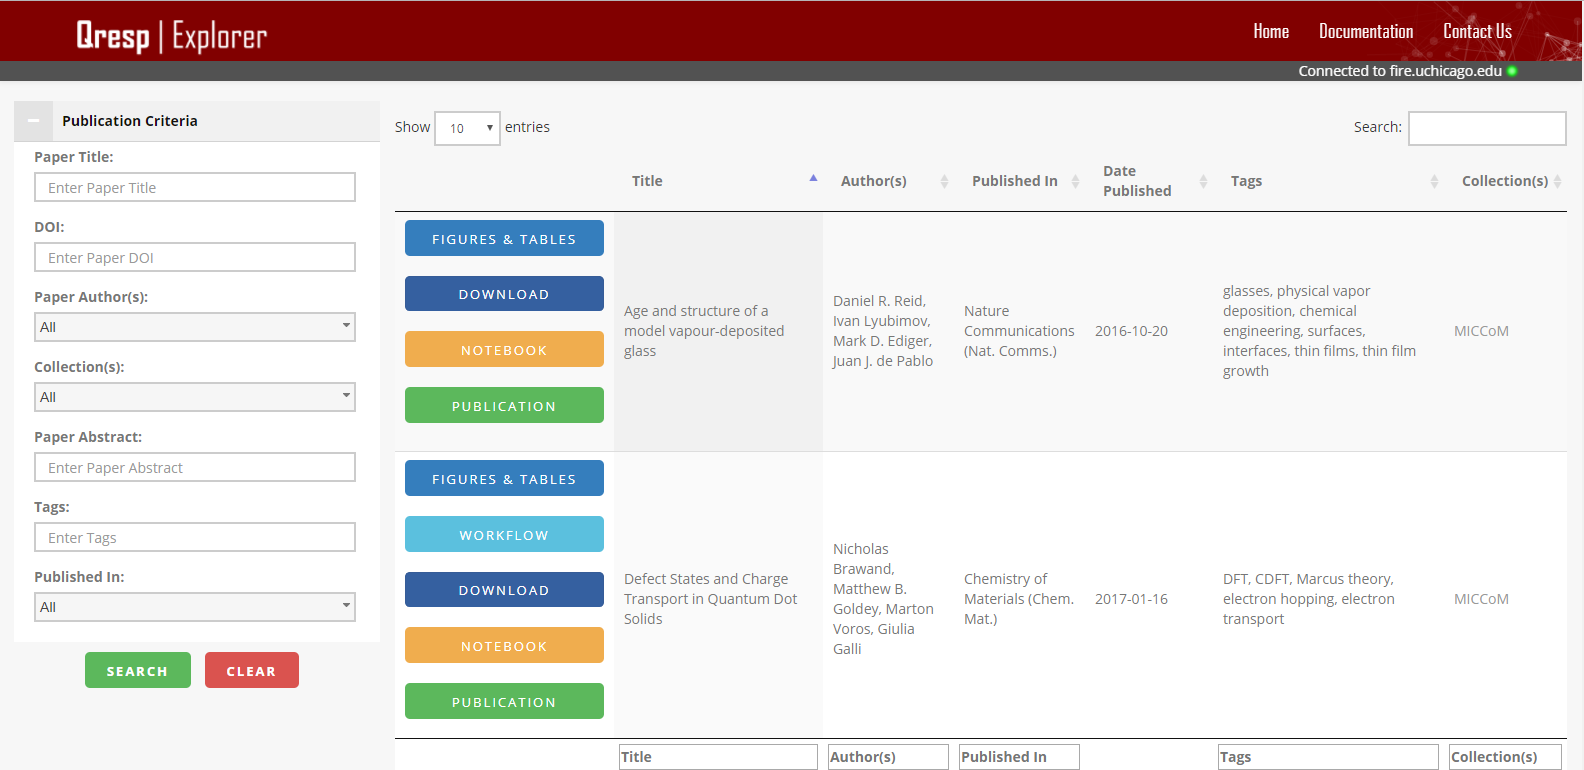 Qresp | Explorer
Home Documentation Contact Us
Connected to fire.uchicago.edu
Publication Criteria
Paper Title:
Enter Paper Title
DOI:
Enter Paper DOI
Paper Author(s):
All
Collection(s):
All
Paper Abstract:
Enter Paper Abstract
Tags:
Enter Tags
Published In:
All
SEARCH CLEAR
Show 10 entries
Search:
Title Author(s) Published In Date Published Tags Collection(s)
FIGURES & TABLES
DOWNLOAD
NOTEBOOK
PUBLICATION
Age and structure of a
model vapour-deposited
glass
Daniel R. Reid,
Ivan Lyubimov,
Mark D. Ediger,
Juan J. de Pablo
Nature
Communications
(Nat. Comms.)
2016-10-20
glasses, physical vapor
deposition, chemical
engineering, surfaces,
interfaces, thin films, thin film
growth
MICCoM
FIGURES & TABLES
WORKFLOW
DOWNLOAD
NOTEBOOK
PUBLICATION
Defect States and Charge
Transport in Quantum Dot
Solids
Nicholas
Brawand,
Matthew B.
Goldey, Marton
Voros, Giulia
Galli
Chemistry of
Materials (Chem.
Mat.)
2017-01-16
DFT, CDFT, Marcus theory,
electron hopping, electron
transport
MICCoM
Title Author(s) Published In Tags Collection(s)